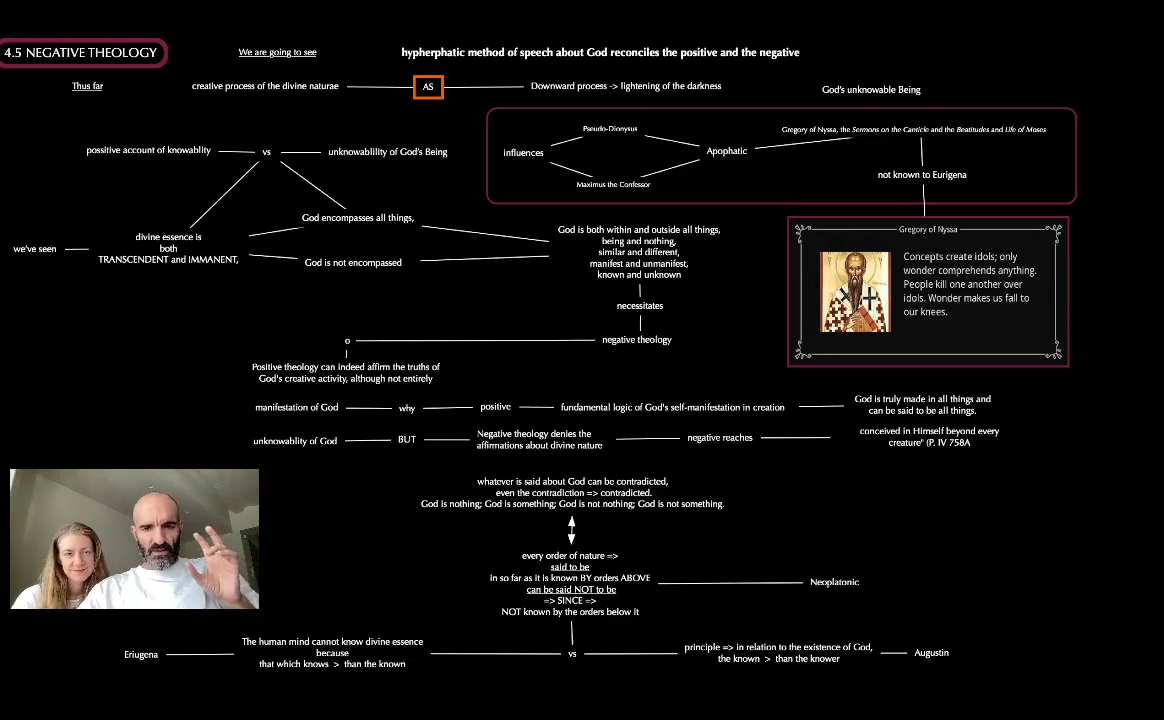 4.5 NEGATIVE THEOLOGY
We are going to see
hypherphatic method of speech about God reconciles the positive and the negative
Thus far
creative process of the divine naturae
AS
Downward process -> lightening of the darkness
God's unknowable Being
Pseudo-Dionysus
Gregory of Nyssa, the Sermons on the Canticle and the Beatitudes and Life of Moses
influences
Apophatic
Maximus the Confessor
not known to Eurigena
possitive account of knowablity
vs
unknowablility of God's Being
God encompasses all things,
divine essence is
both
TRANSCENDENT and IMMANENT,
we've seen
God is not encompassed
God is both within and outside all things,
being and nothing,
similar and different,
manifest and unmanifest,
known and unknown
Gregory of Nyssa
Concepts create idols; only
wonder comprehends anything.
People kill one another over
idols. Wonder makes us fall to
our knees.
necessitates
negative theology
o
Positive theology can indeed affirm the truths of
God's creative activity, although not entirely
manifestation of God
why
positive
fundamental logic of God's self-manifestation in creation
God is truly made in all things and
can be said to be all things.
unknowablity of God
BUT
Negative theology denies the
affirmations about divine nature
negative reaches
conceived in Himself beyond every
creature" (P. IV 758A
whatever is said about God can be contradicted,
even the contradiction => contradicted.
God is nothing; God is something; God is not nothing; God is not something.
every order of nature =>
said to be
in so far as it is known BY orders ABOVE
can be said NOT to be
=> SINCE =>
NOT known by the orders below it
Neoplatonic
Eriugena
The human mind cannot know divine essence
because
that which knows > than the known
vs
principle => in relation to the existence of God,
the known > than the knower
Augustin